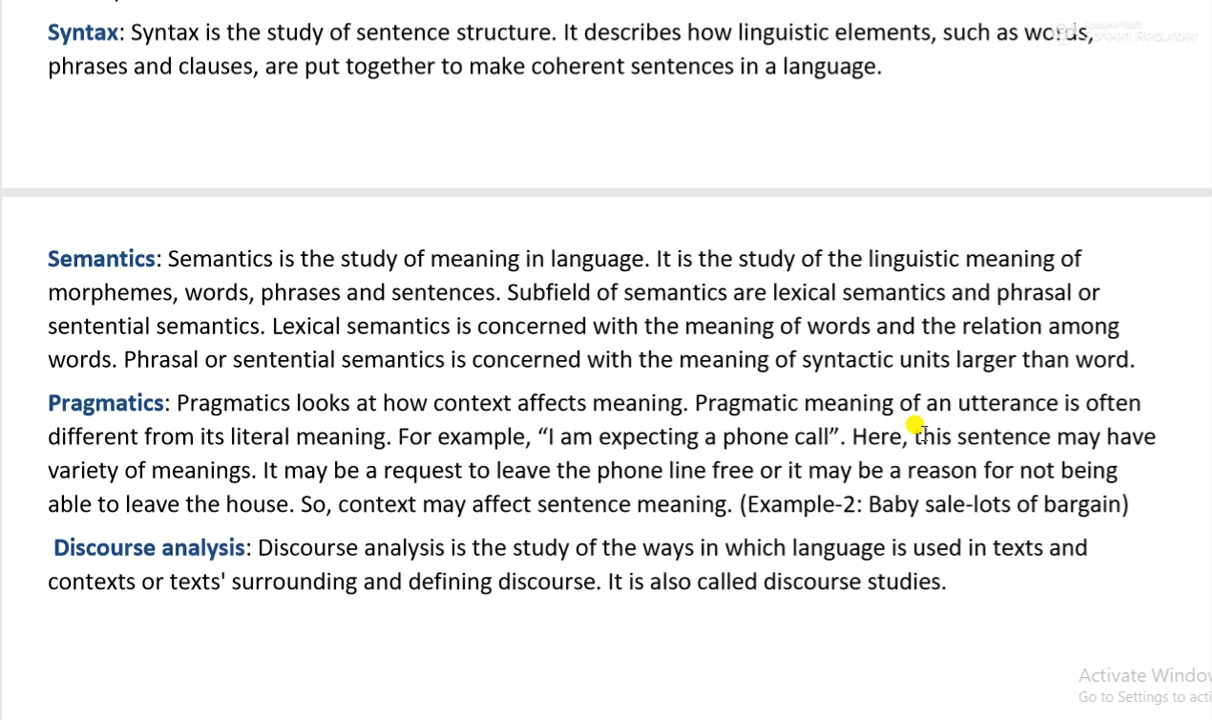 Syntax: Syntax is the study of sentence structure. It describes how linguistic elements, such as words,
phrases and clauses, are put together to make coherent sentences in a language.
Semantics: Semantics is the study of meaning in language. It is the study of the linguistic meaning of
morphemes, words, phrases and sentences. Subfield of semantics are lexical semantics and phrasal or
sentential semantics. Lexical semantics is concerned with the meaning of words and the relation among
words. Phrasal or sentential semantics is concerned with the meaning of syntactic units larger than word.
Pragmatics: Pragmatics looks at how context affects meaning. Pragmatic meaning of an utterance is often
different from its literal meaning. For example, “I am expecting a phone call”. Here, this sentence may have
variety of meanings. It may be a request to leave the phone line free or it may be a reason for not being
able to leave the house. So, context may affect sentence meaning. (Example-2: Baby sale-lots of bargain)
Discourse analysis: Discourse analysis is the study of the ways in which language is used in texts and
contexts or texts' surrounding and defining discourse. It is also called discourse studies.
Screen Recorder
Activate Window
Go to Settings to acti